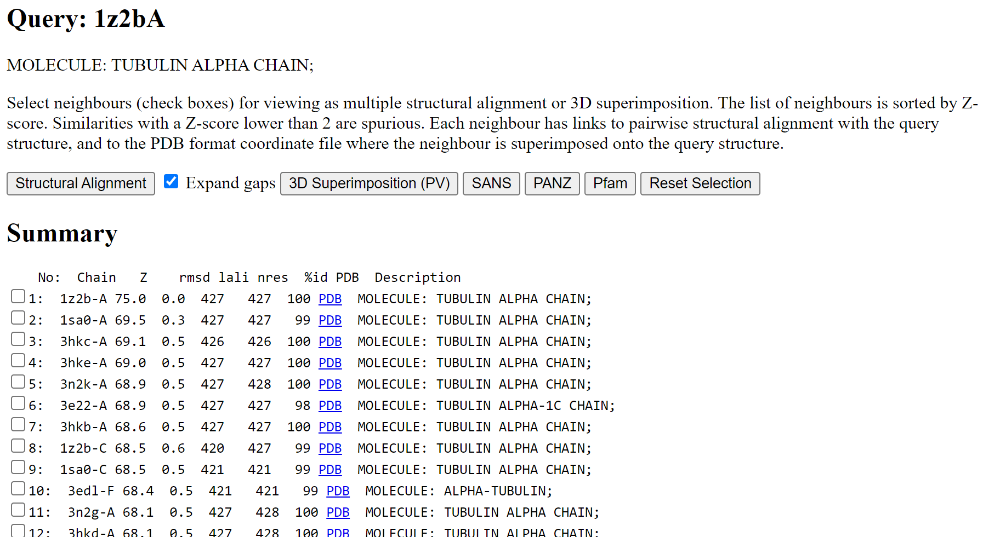 Query: 1z2bA
MOLECULE: TUBULIN ALPHA CHAIN;
Select neighbours (check boxes) for viewing as multiple structural alignment or 3D superimposition. The list of neighbours is sorted by Z-
score. Similarities with a Z-score lower than 2 are spurious. Each neighbour has links to pairwise structural alignment with the query
structure, and to the PDB format coordinate file where the neighbour is superimposed onto the query structure.
Structural Alignment Expand gaps 3D Superimposition (PV) SANS PANZ Pfam Reset Selection
Summary
No: Chain Z rmsd lali nres %id PDB Description
1: 1z2b-A 75.0 0.0 427 427 100 PDB MOLECULE: TUBULIN ALPHA CHAIN;
2: 1sa0-A 69.5 0.3 427 427 99 PDB MOLECULE: TUBULIN ALPHA CHAIN;
3: 3hkc-A 69.1 0.5 426 426 100 PDB MOLECULE: TUBULIN ALPHA CHAIN;
4: 3hke-A 69.0 0.5 427 427 100 PDB MOLECULE: TUBULIN ALPHA CHAIN;
5: 3n2k-A 68.9 0.5 427 428 100 PDB MOLECULE: TUBULIN ALPHA CHAIN;
6: 3e22-A 68.9 0.5 427 427 98 PDB MOLECULE: TUBULIN ALPHA-1C CHAIN;
7: 3hkb-A 68.6 0.5 427 427 100 PDB MOLECULE: TUBULIN ALPHA CHAIN;
8: 1z2b-C 68.5 0.6 420 427 99 PDB MOLECULE: TUBULIN ALPHA CHAIN;
9: 1sa0-C 68.5 0.5 421 421 99 PDB MOLECULE: TUBULIN ALPHA CHAIN;
10: 3edl-F 68.4 0.5 421 421 99 PDB MOLECULE: ALPHA-TUBULIN;
11: 3n2g-A 68.1 0.5 427 428 100 PDB MOLECULE: TUBULIN ALPHA CHAIN;
12: 3hkd-A 68.1 0.5 427 428 100 PDB MOLECULE: TUBULIN ALPHA CHAIN;